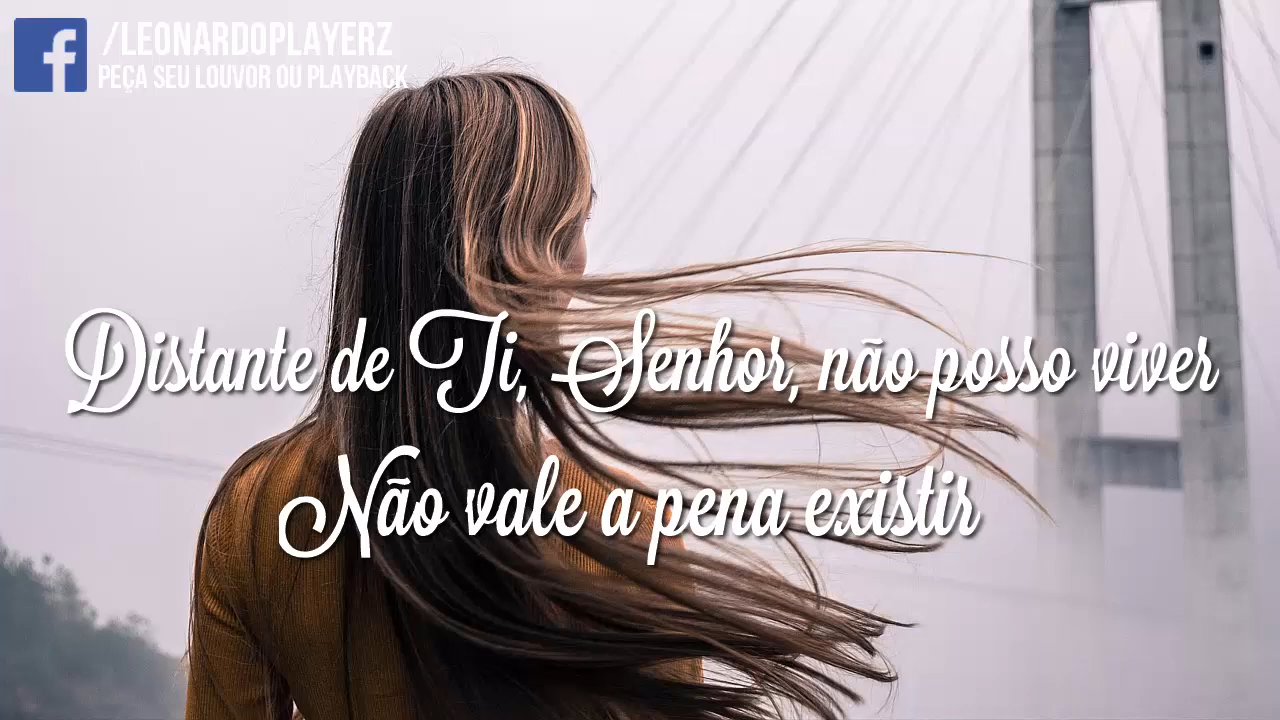 /LEONARDOPLAYERZ
PEÇA SEU LOUVOR OU PLAYBACK
Distante de Ti, Senhor, não posso viver
Não vale a pena existir